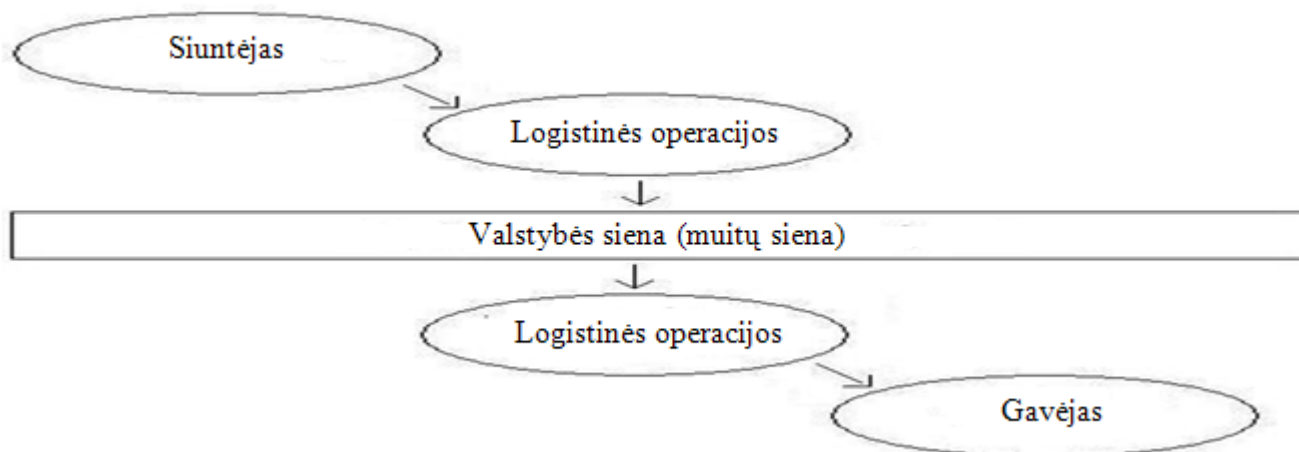 Siuntėjas
Logistinės operacijos
Valstybės siena (muitų siena)
Logistinės operacijos
Gavėjas